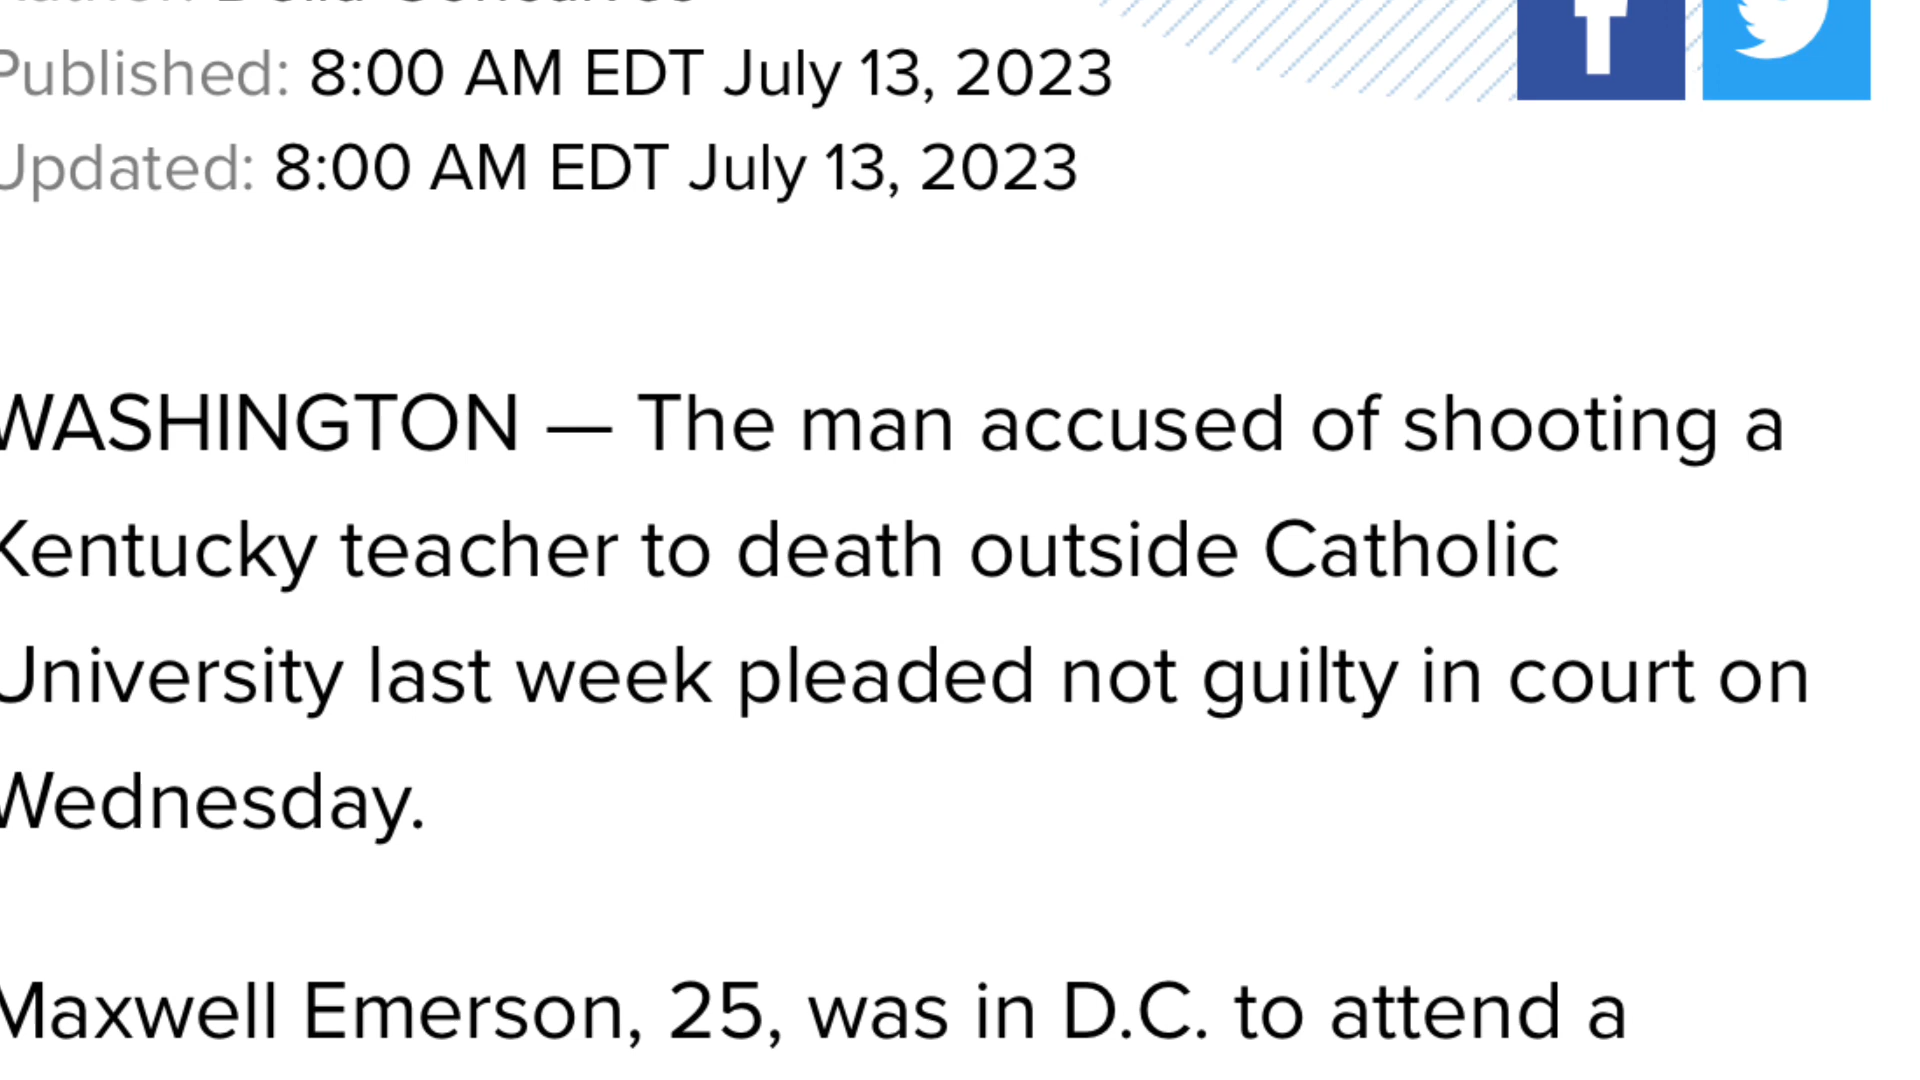 Published: 8:00 AM EDT July 13, 2023
Updated: 8:00 AM EDT July 13, 2023
WASHINGTON — The man accused of shooting a
Kentucky teacher to death outside Catholic
University last week pleaded not guilty in court on
Wednesday.
Maxwell Emerson, 25, was in D.C. to attend a